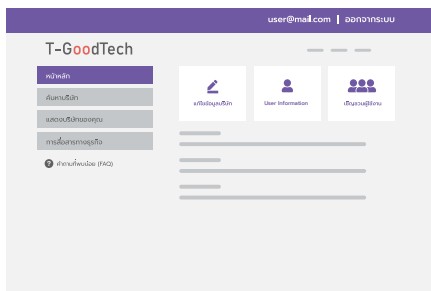 user@mail.com | ออกจากระบบ
T-GoodTech
หน้าหลัก
ค้นหาบริษัท
แสดงบริษัทของคุณ
การสื่อสารทางธุรกิจ
? คำถามที่พบบ่อย (FAQ)
แก้ไขข้อมูลบริษัท
User Information
เชิญชวนผู้ใช้งาน